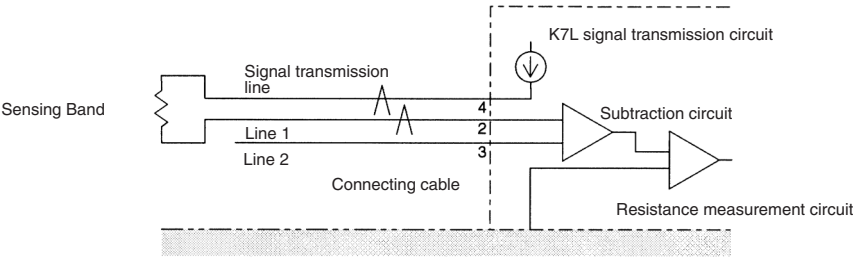 K7L signal transmission circuit
Signal transmission
line
Sensing Band
4
Subtraction circuit
2
Line 1
3
Line 2
Connecting cable
Resistance measurement circuit